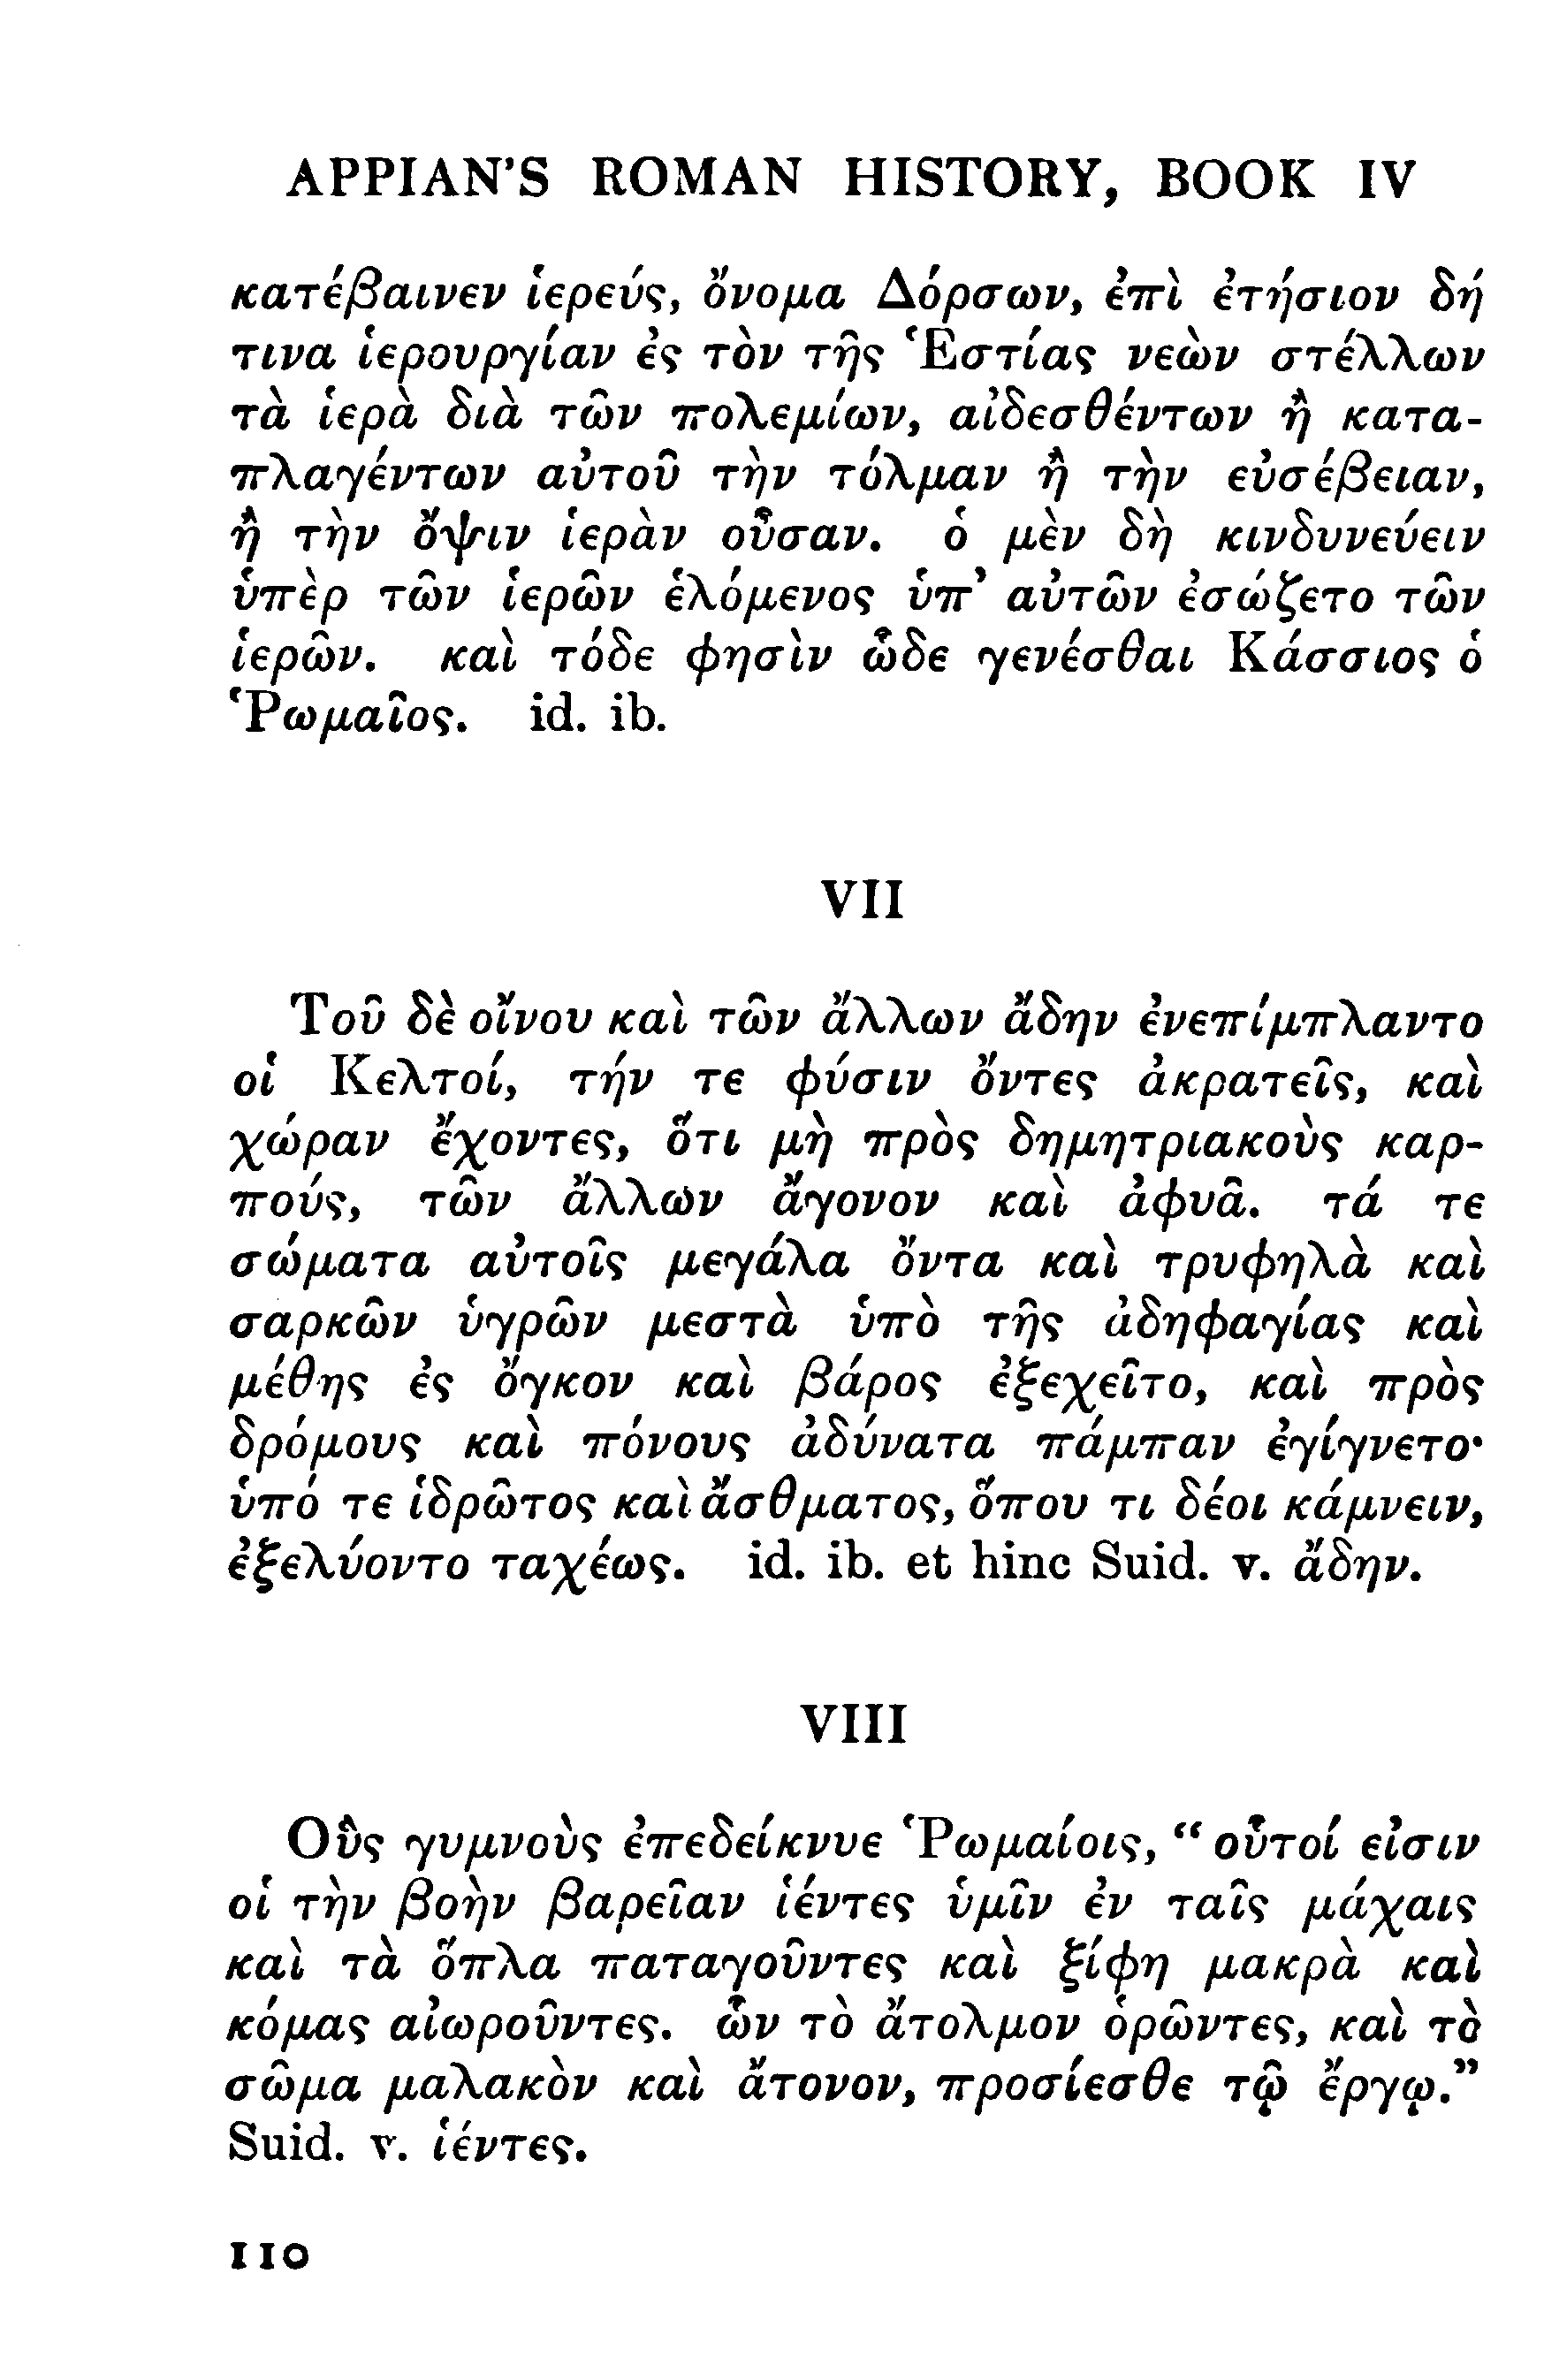 APPIAN'S ROMAN HISTORY, BOOK IV
κατέβαινεν ἱερεύς, ὄνομα Δόρσων, ἐπὶ ἐτήσιον δή
τινα ἱερουργίαν ἐς τὸν τῆς Ἑστίας νεὼν στέλλων
τὰ ἱερὰ διὰ τῶν πολεμίων, αἰδεσθέντων ἢ κατα-
πλαγέντων αὐτοῦ τὴν τόλμαν ἢ τὴν εὐσέβειαν,
ἢ τὴν ὄψιν ἱερὰν οὖσαν. ὁ μὲν δὴ κινδυνεύειν
ὑπὲρ τῶν ἱερῶν ἑλόμενος ὑπ' αὐτῶν ἐσώζετο τῶν
ἱερῶν. καὶ τόδε φησὶν ὧδε γενέσθαι Κάσσιος ὁ
Ῥωμαῖος. id. ib.
VII
Τοῦ δὲ οἴνου καὶ τῶν ἄλλων ἄδην ἐνεπίμπλαντο
οἱ Κελτοί, τήν τε φύσιν ὄντες ἀκρατεῖς, καὶ
χώραν ἔχοντες, ὅτι μὴ πρὸς δημητριακοὺς καρ-
πούς, τῶν ἄλλων ἄγονον καὶ ἀφυᾶ. τά τε
σώματα αὐτοῖς μεγάλα ὄντα καὶ τρυφηλὰ καὶ
σαρκῶν ὑγρῶν μεστὰ ὑπὸ τῆς ἀδηφαγίας καὶ
μέθης ἐς ὄγκον καὶ βάρος ἐξεχεῖτο, καὶ πρὸς
δρόμους καὶ πόνους ἀδύνατα πάμπαν ἐγίγνετο·
ὑπό τε ἱδρῶτος καὶ ἄσθματος, ὅπου τι δέοι κάμνειν,
ἐξελύοντο ταχέως. id. ib. et hinc Suid. v. ἄδην.
VIII
Οὓς γυμνοὺς ἐπεδείκνυε Ῥωμαίοις, “ οὗτοί εἰσιν
οἱ τὴν βοὴν βαρεῖαν ἱέντες ὑμῖν ἐν ταῖς μάχαις
καὶ τὰ ὅπλα παταγοῦντες καὶ ξίφη μακρὰ καὶ
κόμας αἰωροῦντες. ὧν τὸ ἄτολμον ὁρῶντες, καὶ τὸ
σῶμα μαλακὸν καὶ ἄτονον, προσίεσθε τῷ ἔργῳ.”
Suid. v. ἱέντες.
110